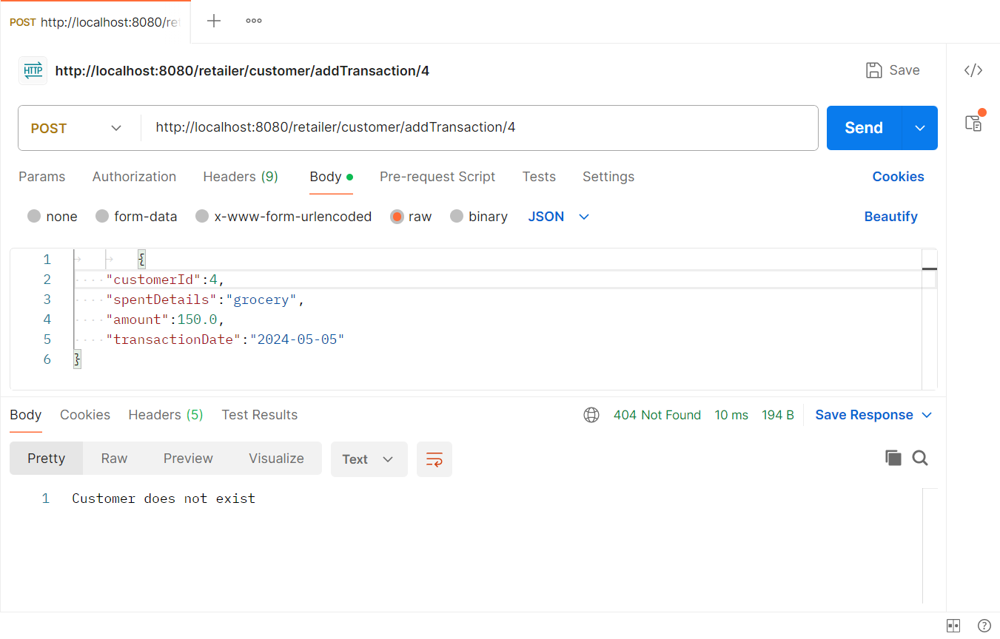 POST http://localhost:8080/ret
HTTP http://localhost:8080/retailer/customer/addTransaction/4 Save </>
POST http://localhost:8080/retailer/customer/addTransaction/4 Send
Params Authorization Headers (9) Body Pre-request Script Tests Settings Cookies
none form-data x-www-form-urlencoded raw binary JSON Beautify
1 {
2 "customerId":4,
3 "spentDetails":"grocery",
4 "amount":150.0,
5 "transactionDate":"2024-05-05"
6 }
Body Cookies Headers (5) Test Results 404 Not Found 10 ms 194 B Save Response
Pretty Raw Preview Visualize Text
1 Customer does not exist